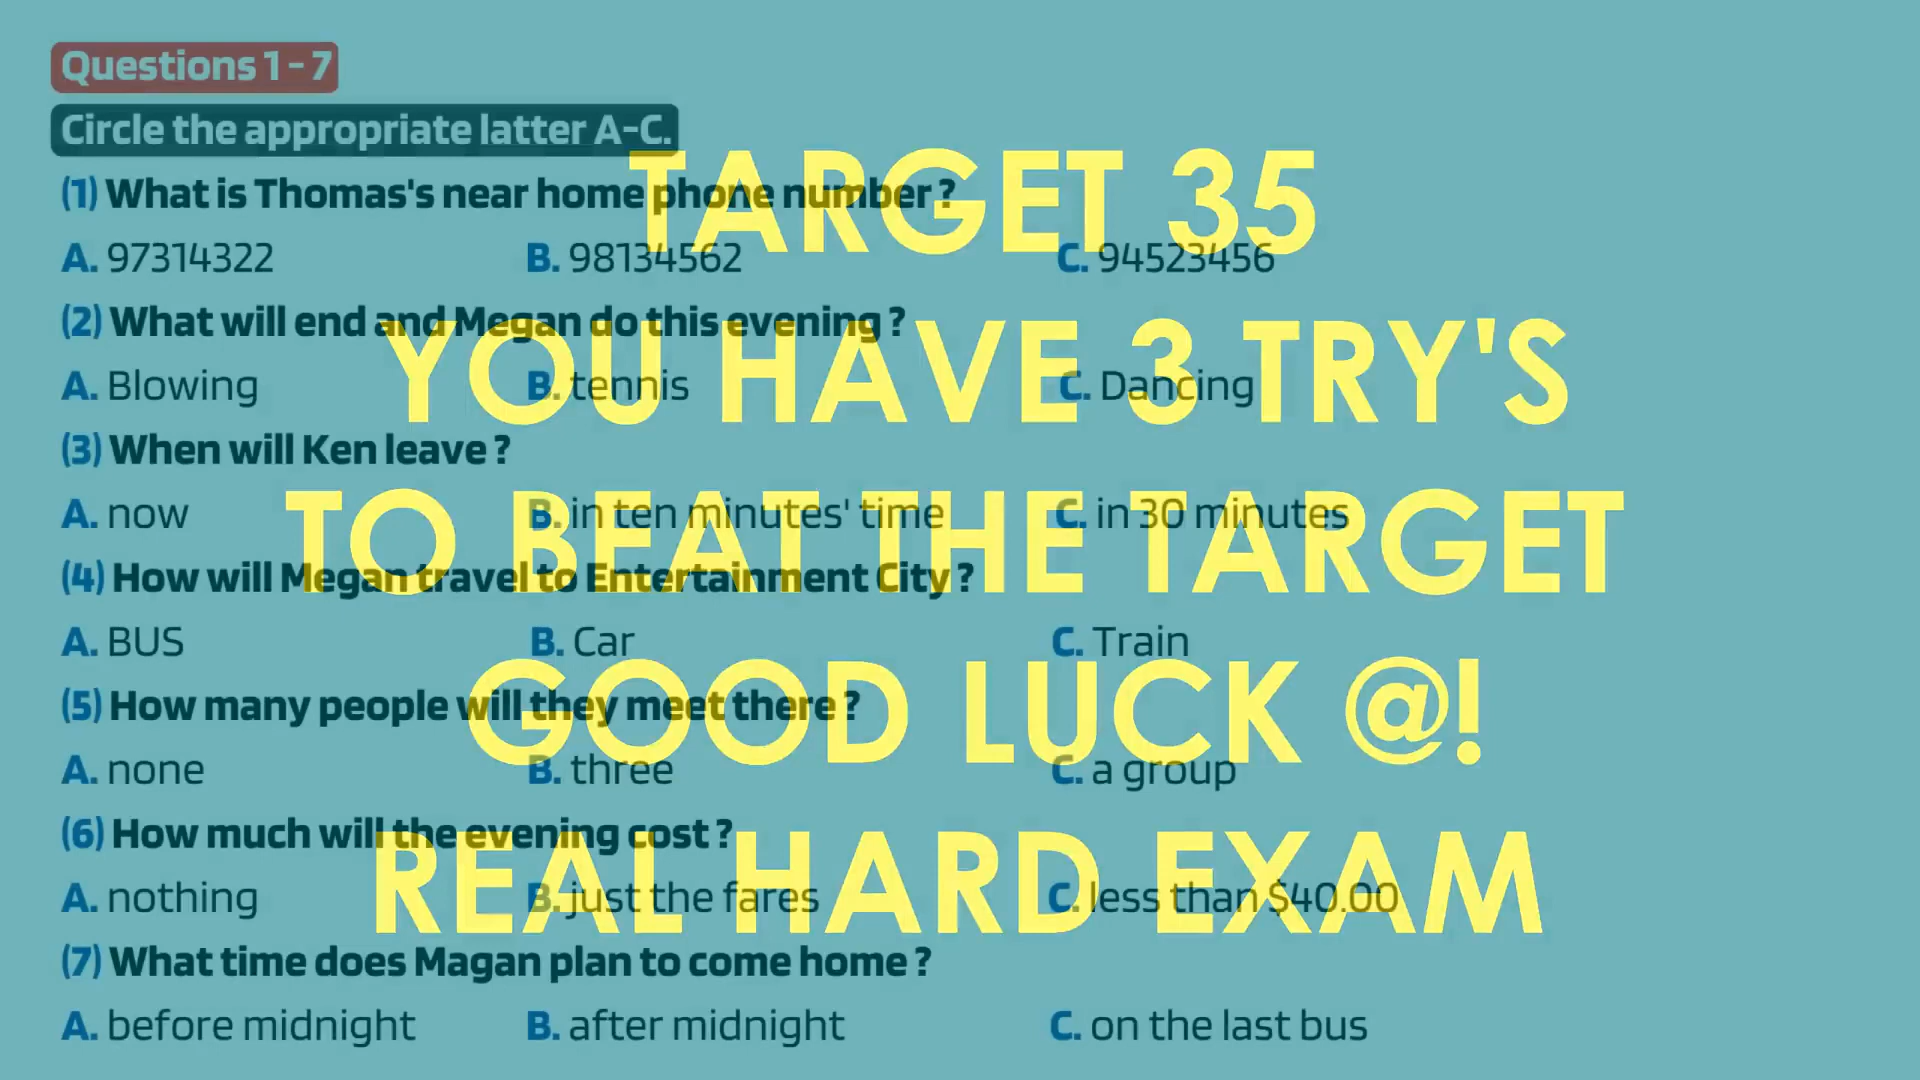 Questions 1 - 7
Circle the appropriate latter A-C.
(1) What is Thomas's near home phone number ?
A. 97314322 B. 98134562 C. 94523456
(2) What will end and Megan do this evening ?
A. Blowing B. tennis C. Dancing
(3) When will Ken leave ?
A. now B. in ten minutes' time C. in 30 minutes
(4) How will Megan travel to Entertainment City ?
A. BUS B. Car C. Train
(5) How many people will they meet there ?
A. none B. three C. a group
(6) How much will the evening cost ?
A. nothing B. just the fares C. less than $40.00
(7) What time does Magan plan to come home ?
A. before midnight B. after midnight C. on the last bus
TARGET 35
YOU HAVE 3 TRY'S
TO BEAT THE TARGET
GOOD LUCK @!
REAL HARD EXAM